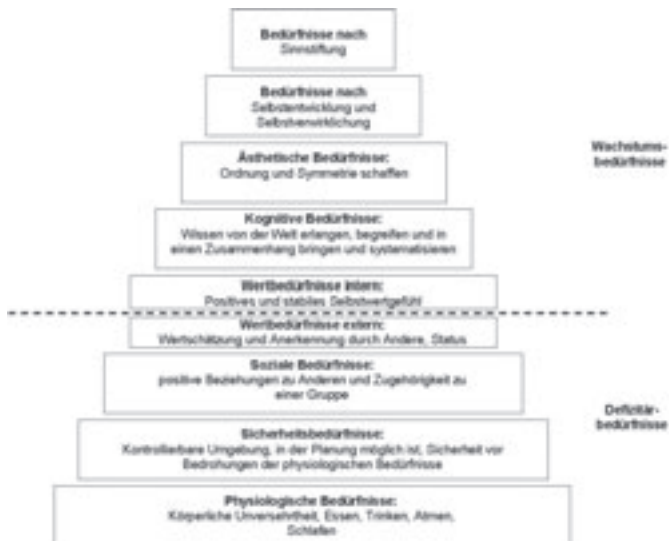 Bedürfnisse nach
Sinnstiftung
Bedürfnisse nach
Selbstentwicklung und
Selbstverwirklichung
Ästhetische Bedürfnisse:
Ordnung und Symmetrie schaffen
Wachstums-
bedürfnisse
Kognitive Bedürfnisse:
Wissen von der Welt erlangen, begreifen und in
einen Zusammenhang bringen und systematisieren
Wertbedürfnisse intern:
Positives und stabiles Selbstwertgefühl
Wertbedürfnisse extern:
Wertschätzung und Anerkennung durch Andere, Status
Soziale Bedürfnisse:
positive Beziehungen zu Anderen und Zugehörigkeit zu
einer Gruppe
Defizitär-
bedürfnisse
Sicherheitsbedürfnisse:
Kontrollierbare Umgebung, in der Planung möglich ist, Sicherheit vor
Bedrohungen der physiologischen Bedürfnisse
Physiologische Bedürfnisse:
Körperliche Unversehrtheit, Essen, Trinken, Atmen,
Schlafen